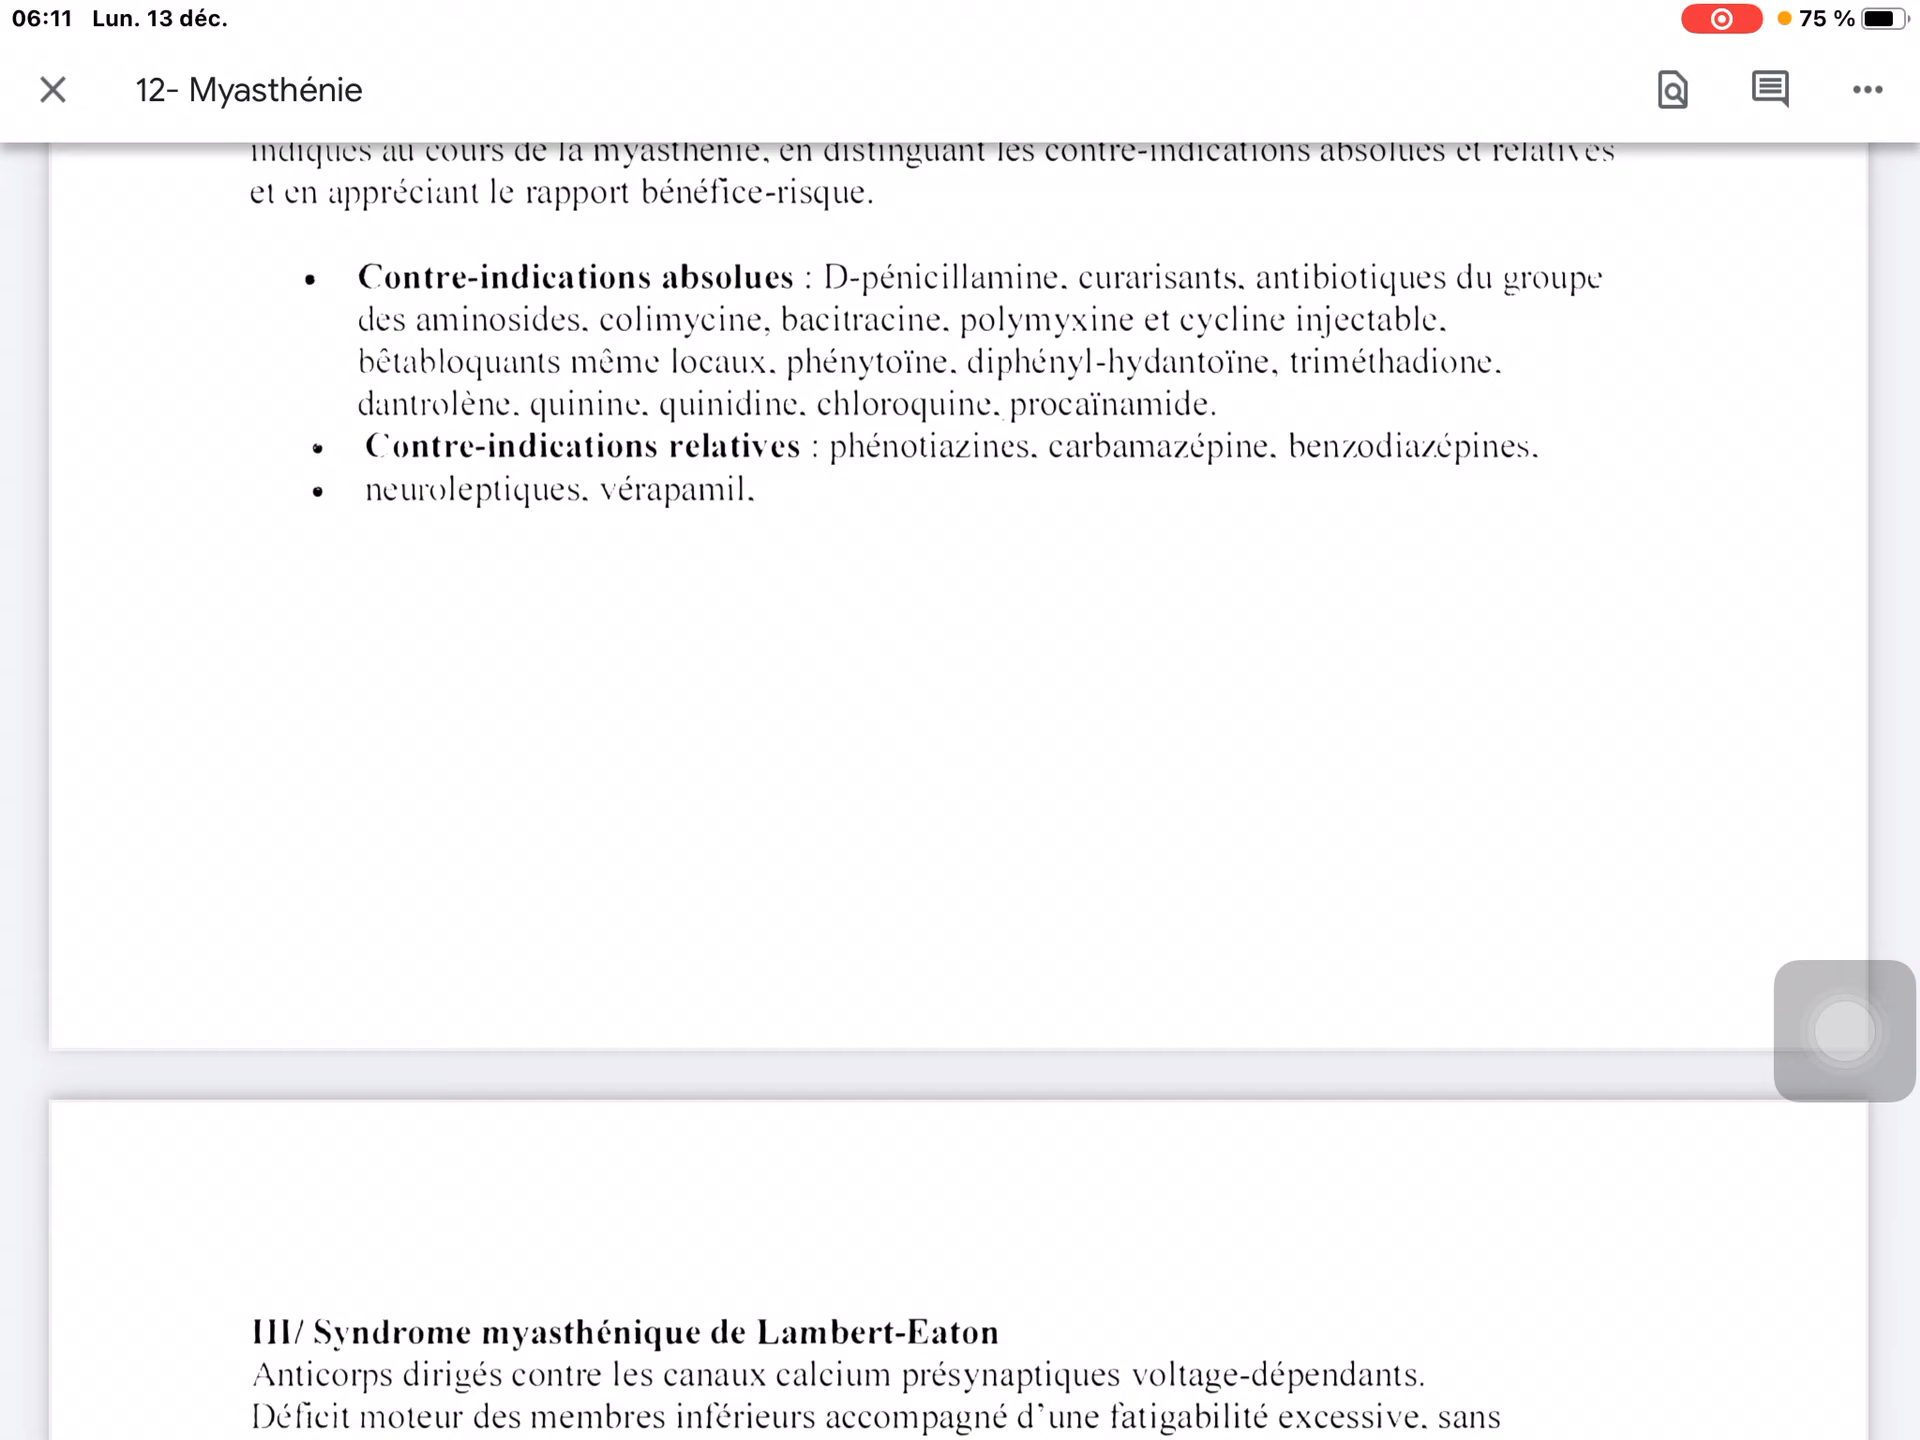 06:11 Lun. 13 déc.
75 %
12- Myasthénie
indiqués au cours de la myasthénie, en distinguant les contre-indications absolues et relatives
et en appréciant le rapport bénéfice-risque.
• Contre-indications absolues : D-pénicillamine, curarisants, antibiotiques du groupe
des aminosides, colimycine, bacitracine, polymyxine et cycline injectable,
bêtabloquants même locaux, phénytoïne, diphényl-hydantoïne, triméthadione,
dantrolène, quinine, quinidine, chloroquine, procaïnamide.
• Contre-indications relatives : phénotiazines, carbamazépine, benzodiazépines,
• neuroleptiques, vérapamil,
III/ Syndrome myasthénique de Lambert-Eaton
Anticorps dirigés contre les canaux calcium présynaptiques voltage-dépendants.
Déficit moteur des membres inférieurs accompagné d'une fatigabilité excessive, sans